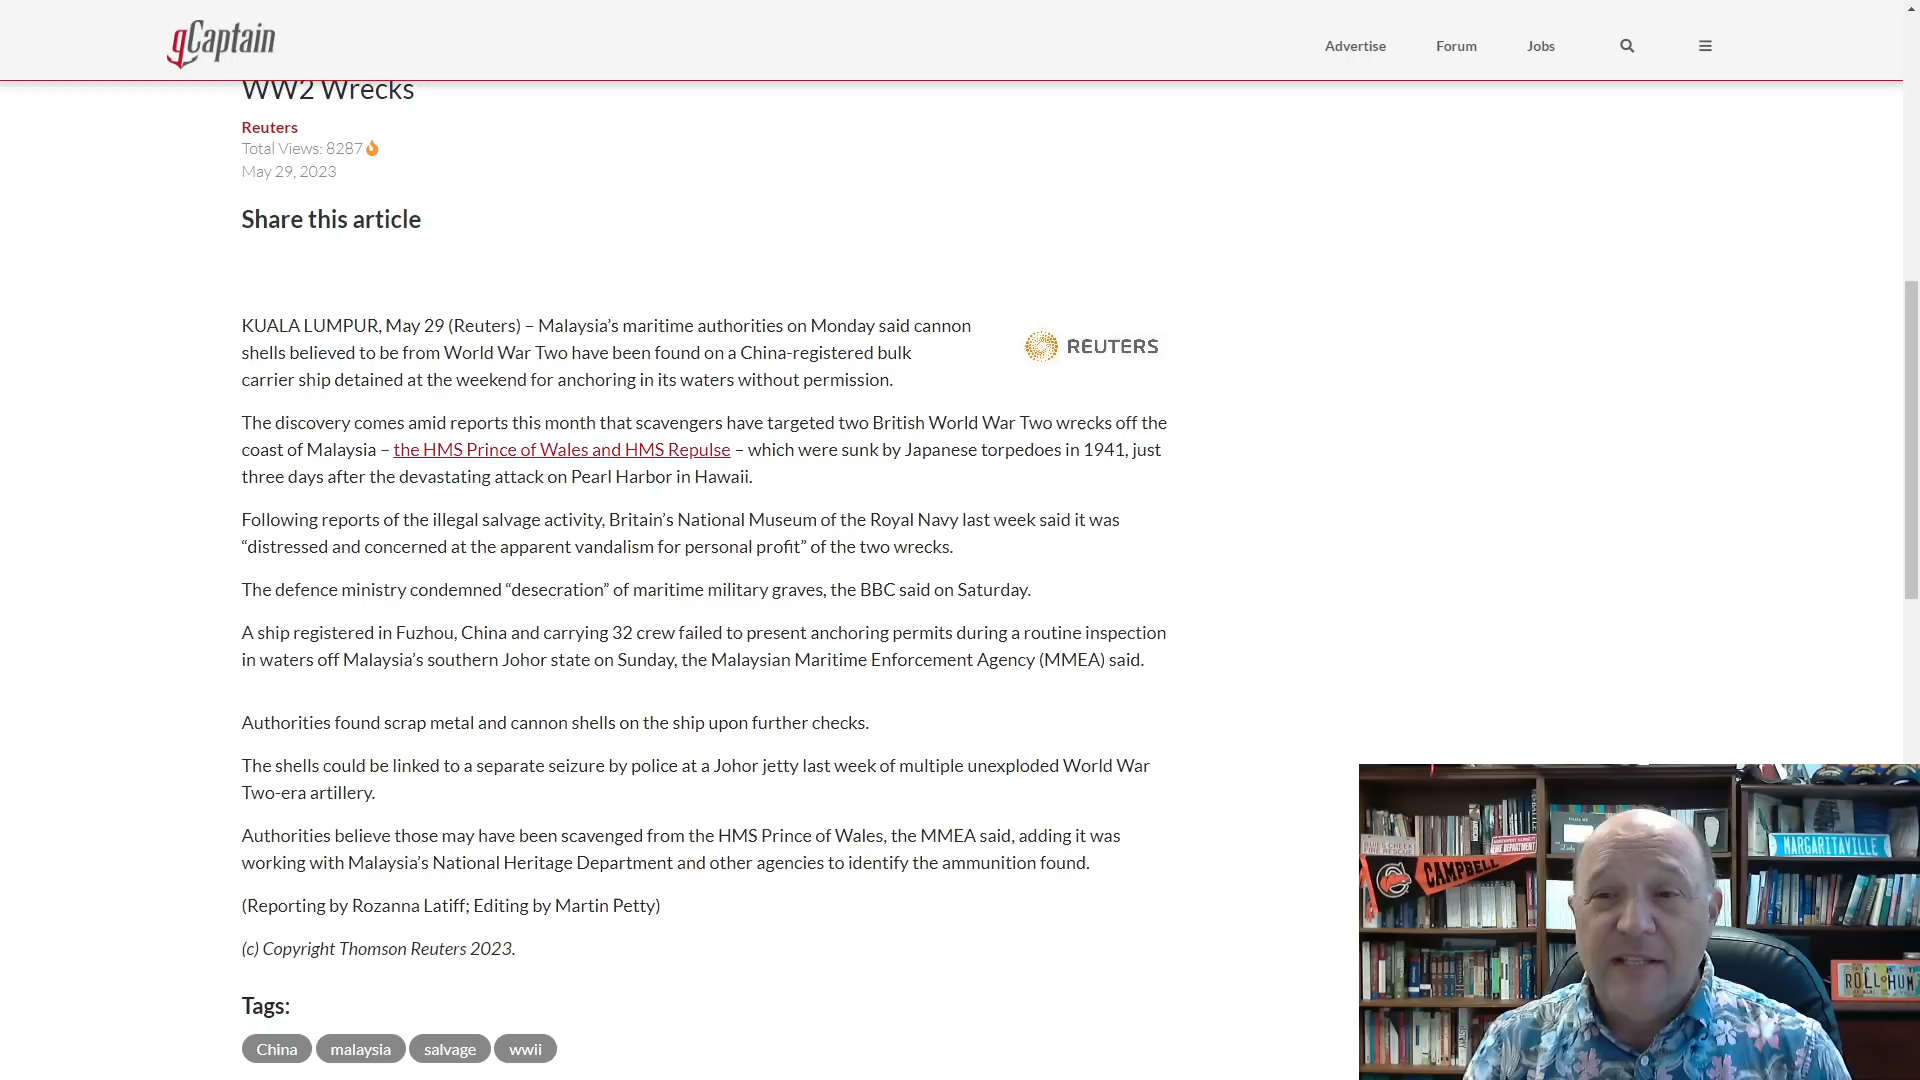 gCaptain
Advertise
Forum
Jobs
WW2 Wrecks
Reuters
Total Views: 8287
May 29, 2023
Share this article
REUTERS
KUALA LUMPUR, May 29 (Reuters) – Malaysia’s maritime authorities on Monday said cannon
shells believed to be from World War Two have been found on a China-registered bulk
carrier ship detained at the weekend for anchoring in its waters without permission.
The discovery comes amid reports this month that scavengers have targeted two British World War Two wrecks off the
coast of Malaysia – the HMS Prince of Wales and HMS Repulse – which were sunk by Japanese torpedoes in 1941, just
three days after the devastating attack on Pearl Harbor in Hawaii.
Following reports of the illegal salvage activity, Britain’s National Museum of the Royal Navy last week said it was
“distressed and concerned at the apparent vandalism for personal profit” of the two wrecks.
The defence ministry condemned “desecration” of maritime military graves, the BBC said on Saturday.
A ship registered in Fuzhou, China and carrying 32 crew failed to present anchoring permits during a routine inspection
in waters off Malaysia’s southern Johor state on Sunday, the Malaysian Maritime Enforcement Agency (MMEA) said.
Authorities found scrap metal and cannon shells on the ship upon further checks.
The shells could be linked to a separate seizure by police at a Johor jetty last week of multiple unexploded World War
Two-era artillery.
Authorities believe those may have been scavenged from the HMS Prince of Wales, the MMEA said, adding it was
working with Malaysia’s National Heritage Department and other agencies to identify the ammunition found.
(Reporting by Rozanna Latiff; Editing by Martin Petty)
(c) Copyright Thomson Reuters 2023.
Tags:
China
malaysia
salvage
wwii
MARGARITAVILLE
BUIES CREEK
FIRE RESCUE
CAMPBELL
ROLL HUM